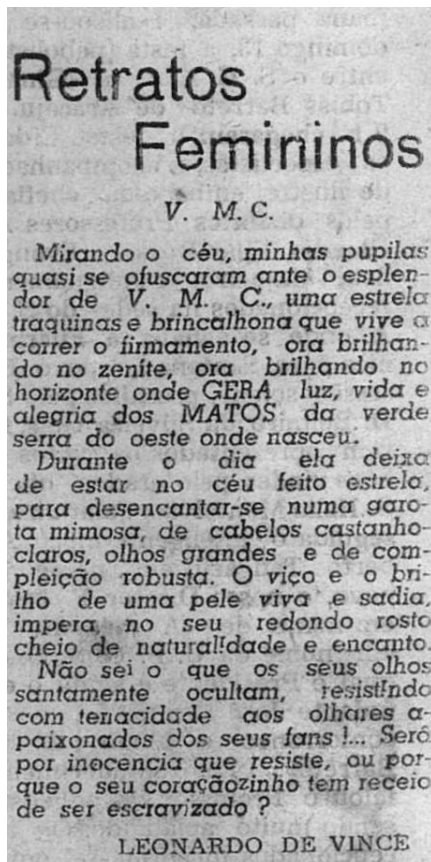 Retratos
Femininos
V. M. C.
Mirando o céu, minhas pupilas
quasi se ofuscaram ante o esplen-
dor de V. M. C., uma estrela
traquinas e brincalhona que vive a
correr o firmamento, ora brilhan-
do no zenite, ora brilhando no
horizonte onde GERA luz, vida e
alegria dos MATOS da verde
serra do oeste onde nasceu.
Durante o dia ela deixa
de estar no céu feito estrela,
para desencantar-se numa garo-
ta mimosa, de cabelos castanho-
claros, olhos grandes e de com-
pleição robusta. O viço e o bri-
lho de uma pele viva e sadia,
impera no seu redondo rosto
cheio de naturalidade e encanto.
Não sei o que os seus olhos
santamente ocultam, resistindo
com tenacidade aos olhares a-
paixonados dos seus fans !... Será
por inocencia que resiste, ou por-
que o seu coraçãozinho tem receio
de ser escravizado ?
LEONARDO DE VINCE